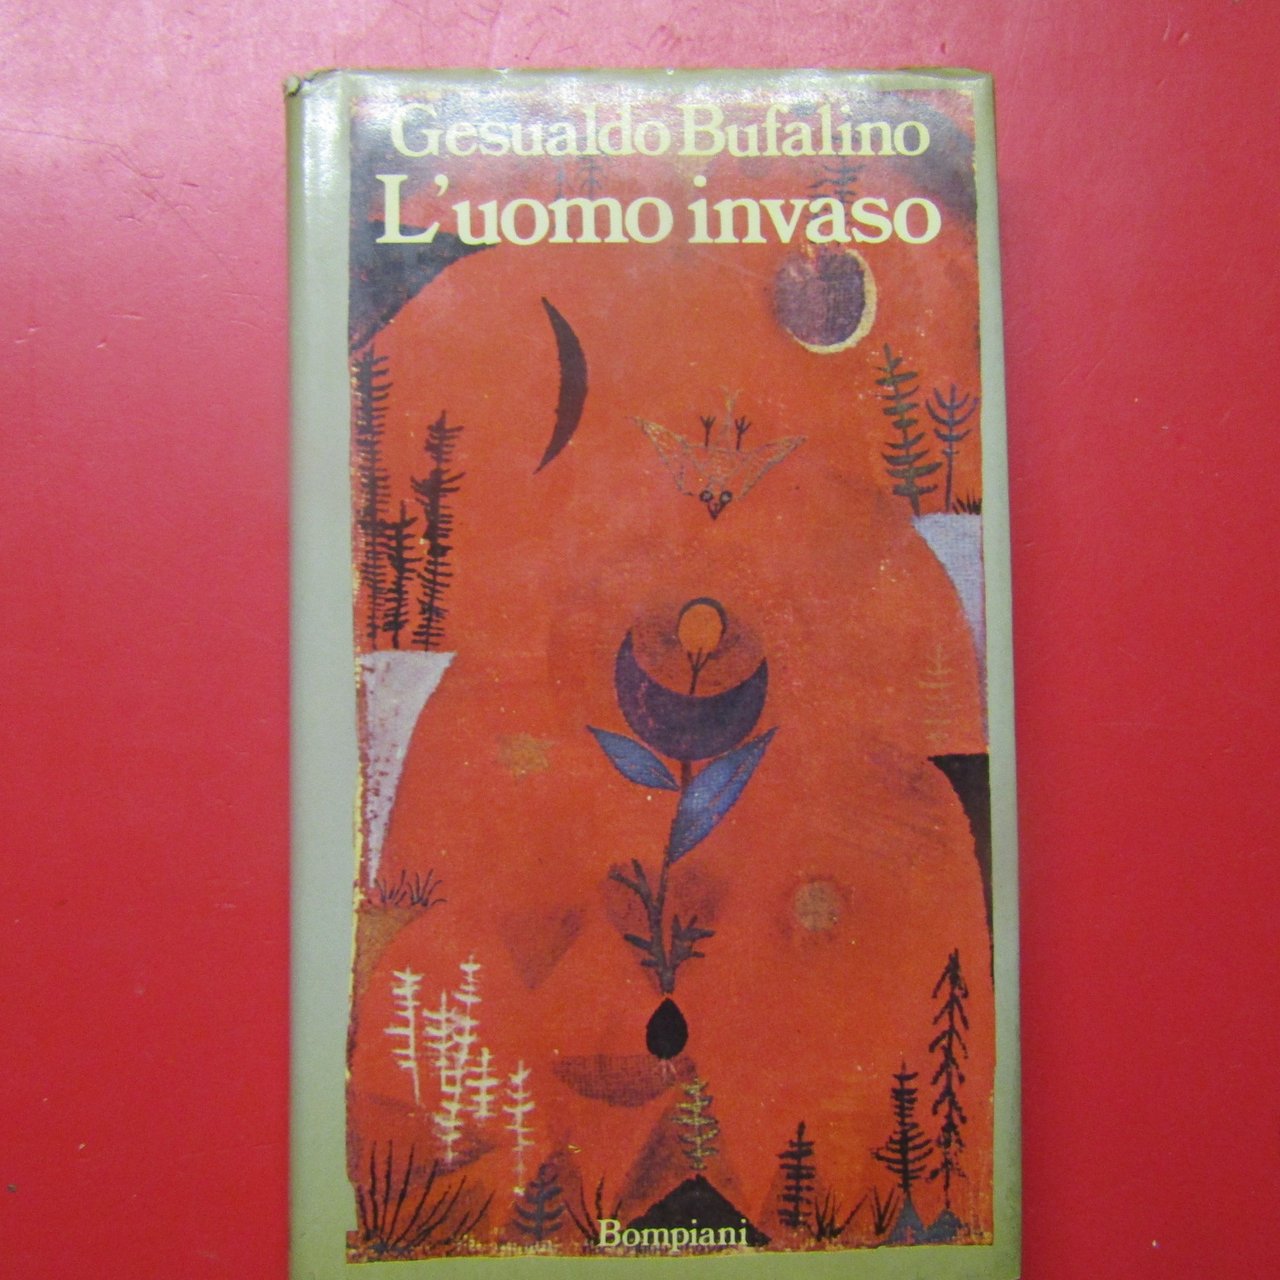 Gesualdo Bufalino
L'uomo invaso
Bompiani